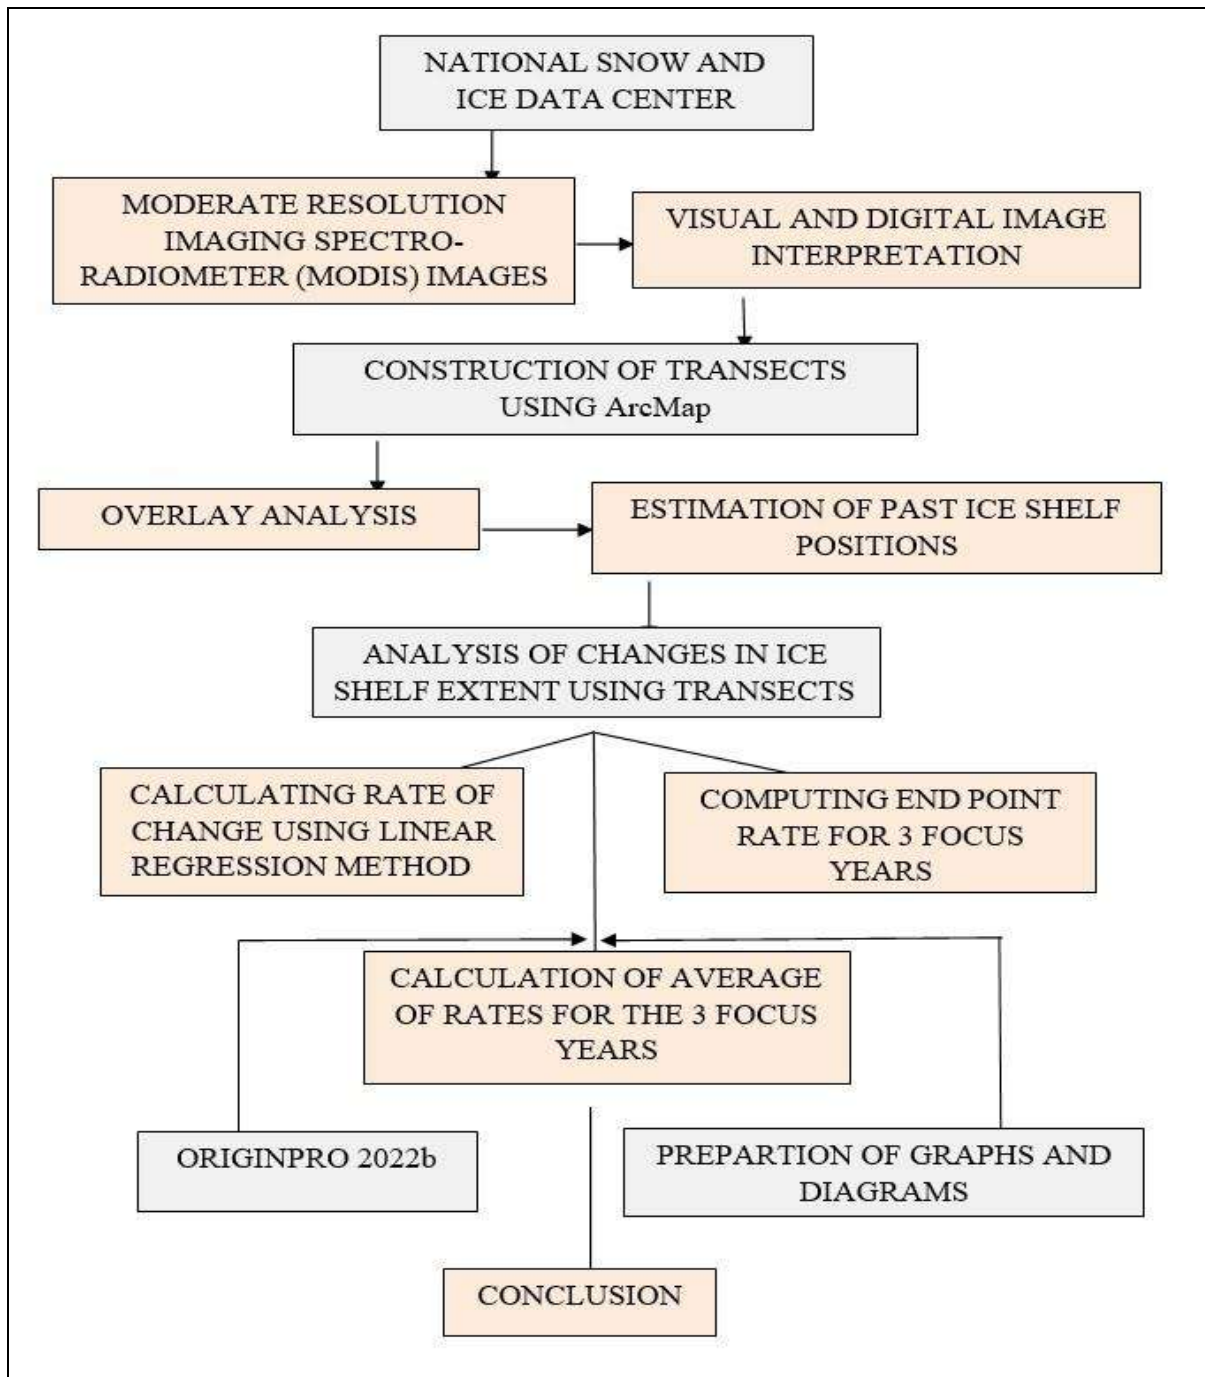 NATIONAL SNOW AND
ICE DATA CENTER
MODERATE RESOLUTION
IMAGING SPECTRO-
RADIOMETER (MODIS) IMAGES
VISUAL AND DIGITAL IMAGE
INTERPRETATION
CONSTRUCTION OF TRANSECTS
USING ArcMap
OVERLAY ANALYSIS
ESTIMATION OF PAST ICE SHELF
POSITIONS
ANALYSIS OF CHANGES IN ICE
SHELF EXTENT USING TRANSECTS
CALCULATING RATE OF
CHANGE USING LINEAR
REGRESSION METHOD
COMPUTING END POINT
RATE FOR 3 FOCUS
YEARS
CALCULATION OF AVERAGE
OF RATES FOR THE 3 FOCUS
YEARS
ORIGINPRO 2022b
PREPARTION OF GRAPHS AND
DIAGRAMS
CONCLUSION